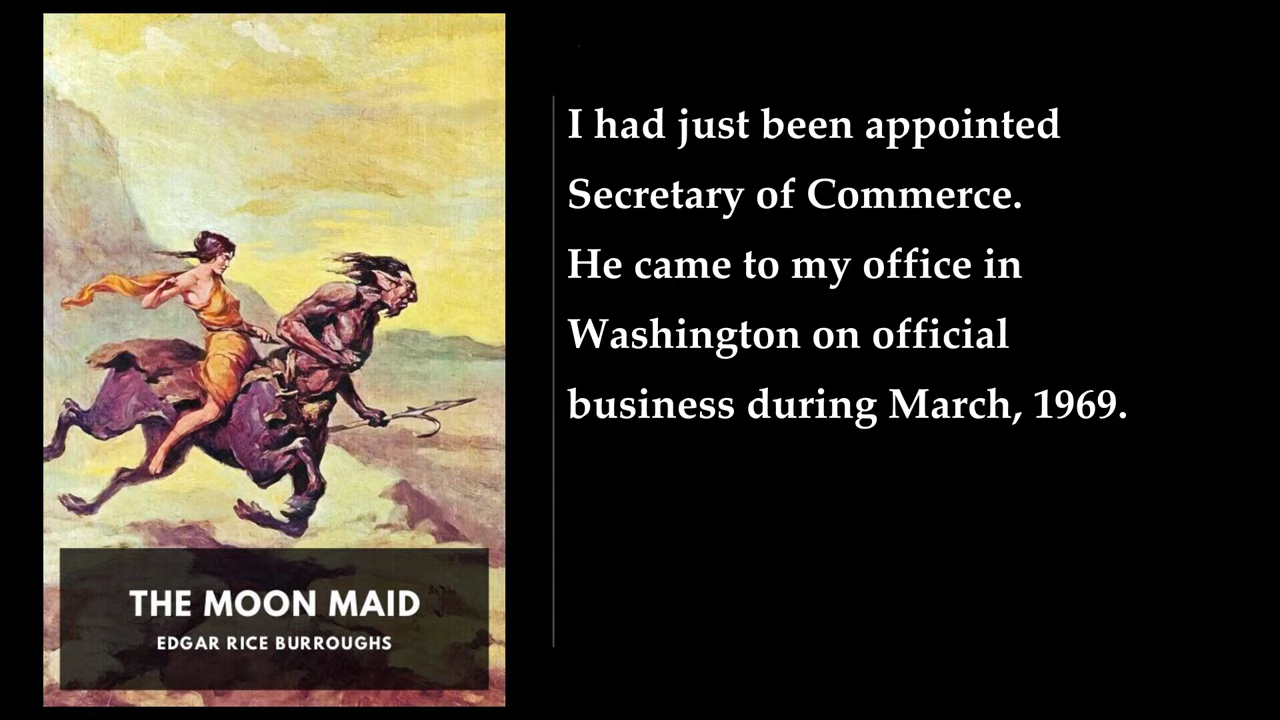 THE MOON MAID
EDGAR RICE BURROUGHS
I had just been appointed
Secretary of Commerce.
He came to my office in
Washington on official
business during March, 1969.